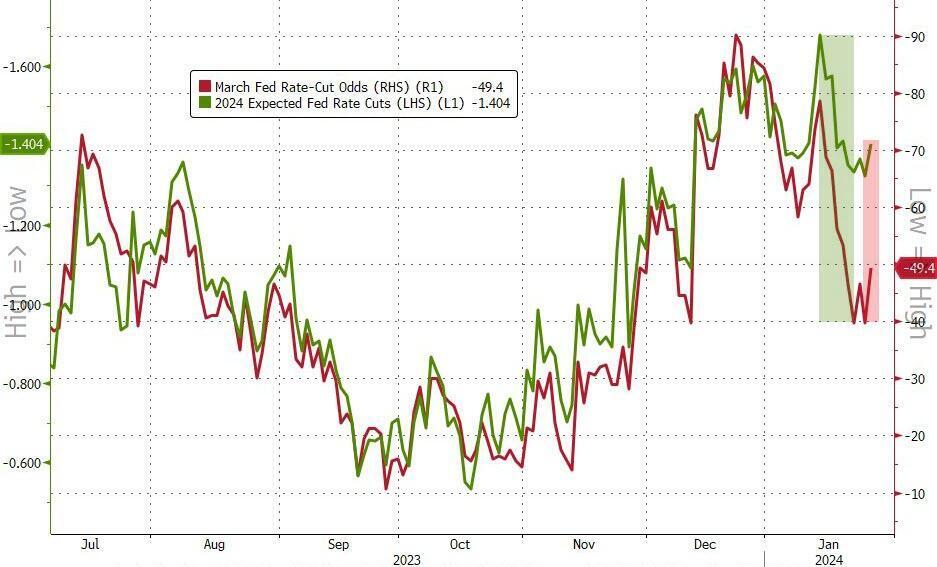 March Fed Rate-Cut Odds (RHS) (R1) -49.4
2024 Expected Fed Rate Cuts (LHS) (L1) -1.404
-1.600
-1.404
-1.200
-1.000
-0.800
-0.600
High => Low
-90
-80
-70
-60
-49.4
-40
-30
-20
-10
Low = High
Jul
Aug
Sep
Oct
Nov
Dec
Jan
2023
2024